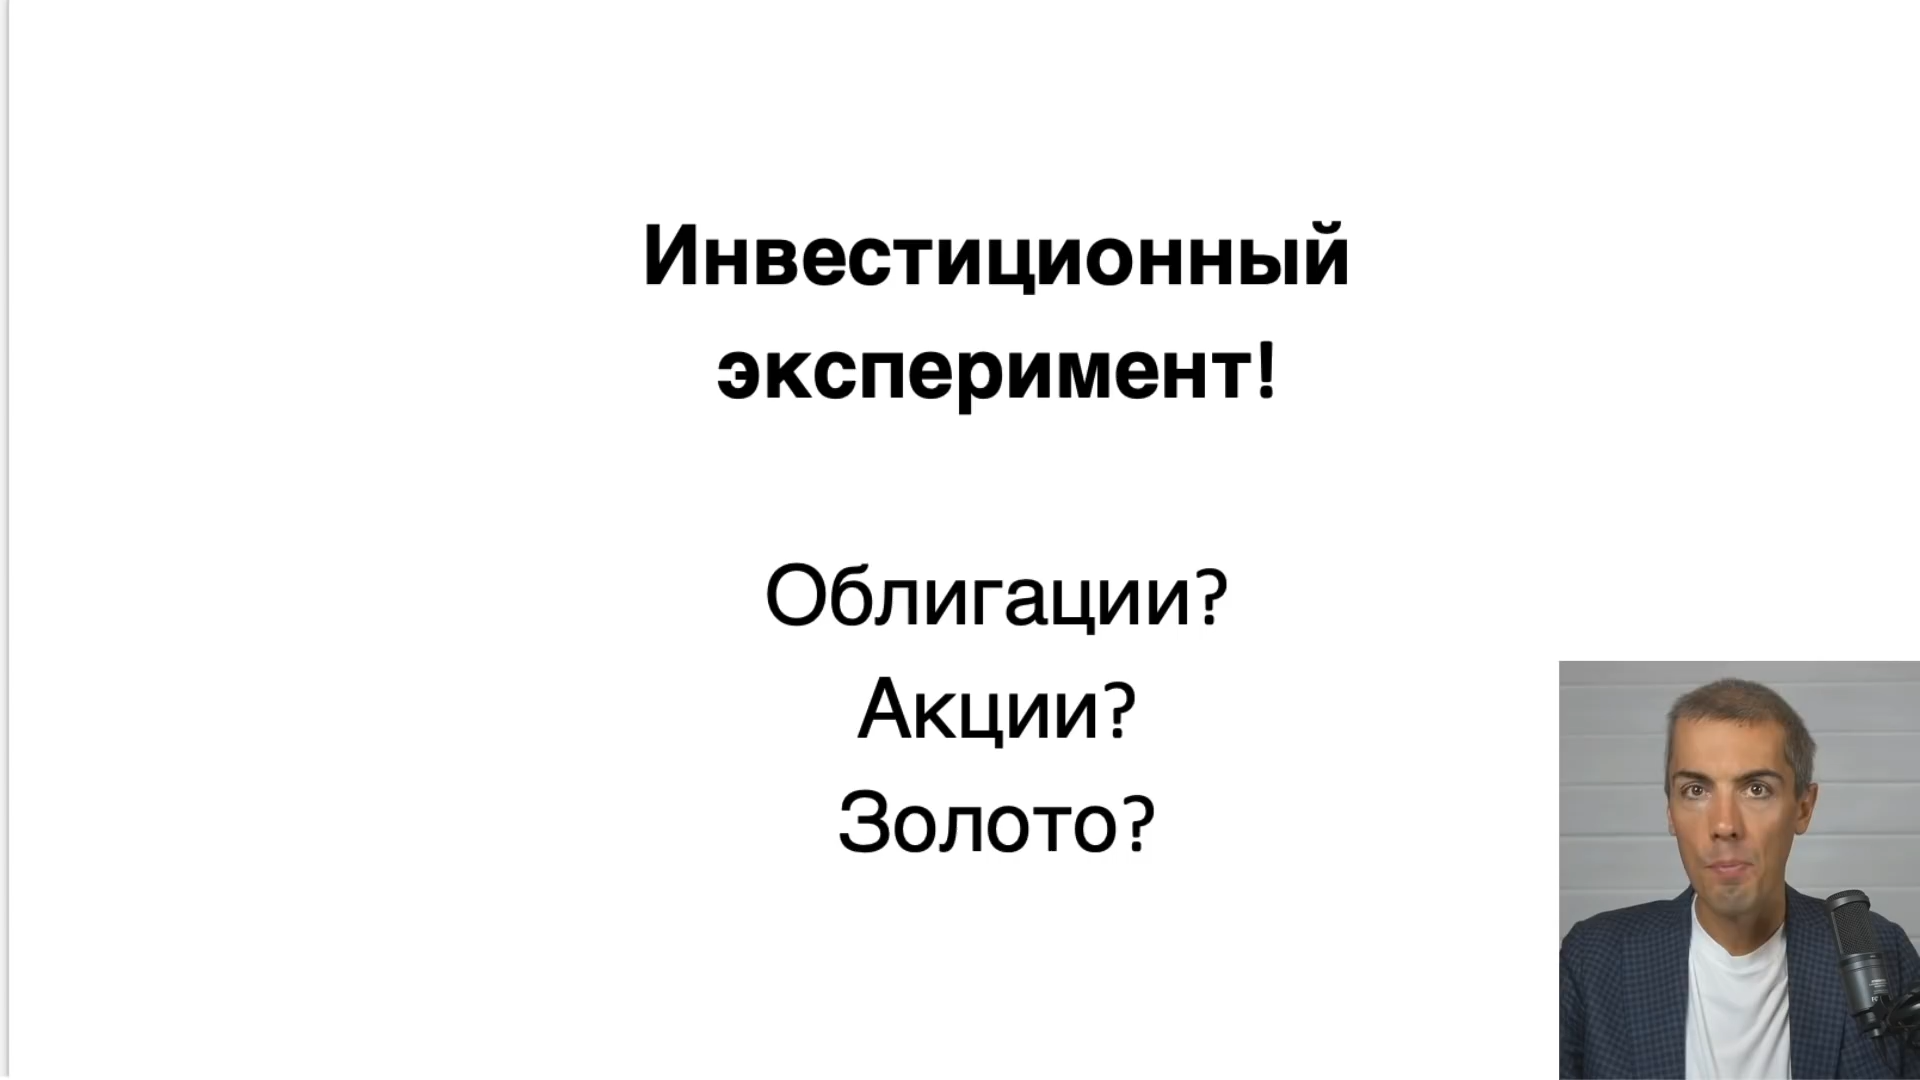 Инвестиционный
эксперимент!
Облигации?
Акции?
Золото?